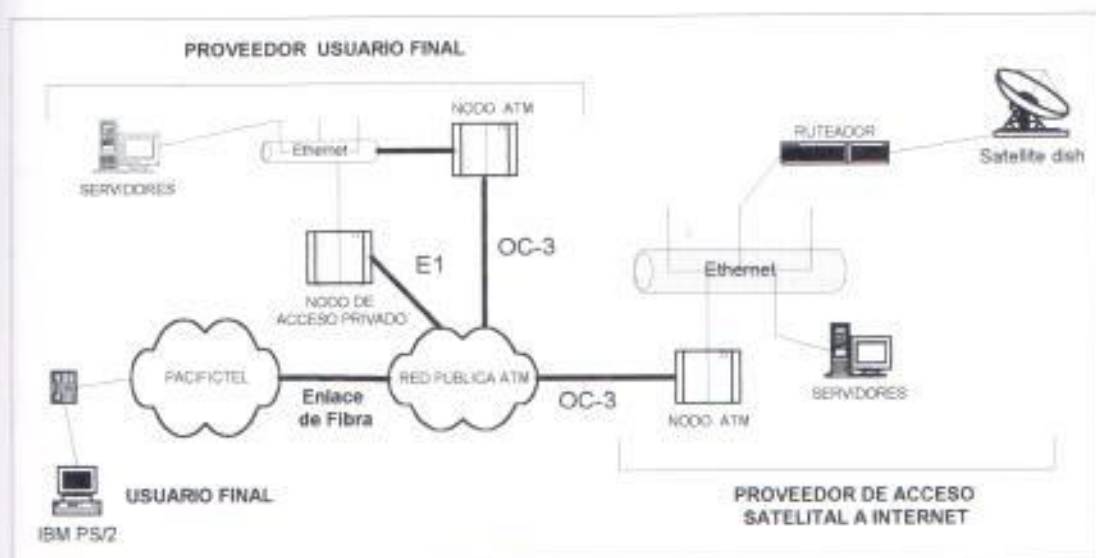 PROVEEDOR USUARIO FINAL
NODO ATM
Ethernet
SERVIDORES
RUTEADOR
Satellite dish
E1
OC-3
Ethernet
NODO DE
ACCESO PRIVADO
PACIFICTEL
Enlace
de Fibra
RED PUBLICA ATM
OC-3
NODO ATM
SERVIDORES
USUARIO FINAL
IBM PS/2
PROVEEDOR DE ACCESO
SATELITAL A INTERNET